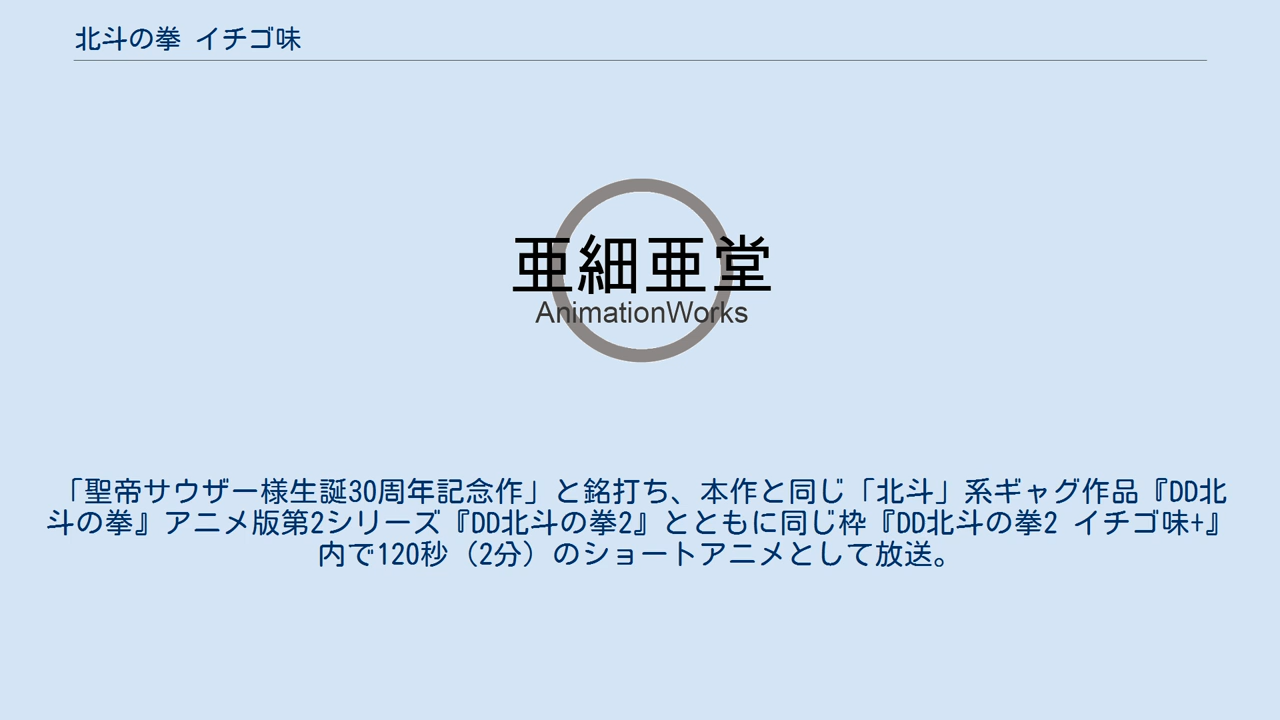 北斗の拳 イチゴ味
亜細亜堂
AnimationWorks
「聖帝サウザー様生誕30周年記念作」と銘打ち、本作と同じ「北斗」系ギャグ作品『DD北
斗の拳』アニメ版第2シリーズ『DD北斗の拳2』とともに同じ枠『DD北斗の拳2 イチゴ味+』
内で120秒（2分）のショートアニメとして放送。